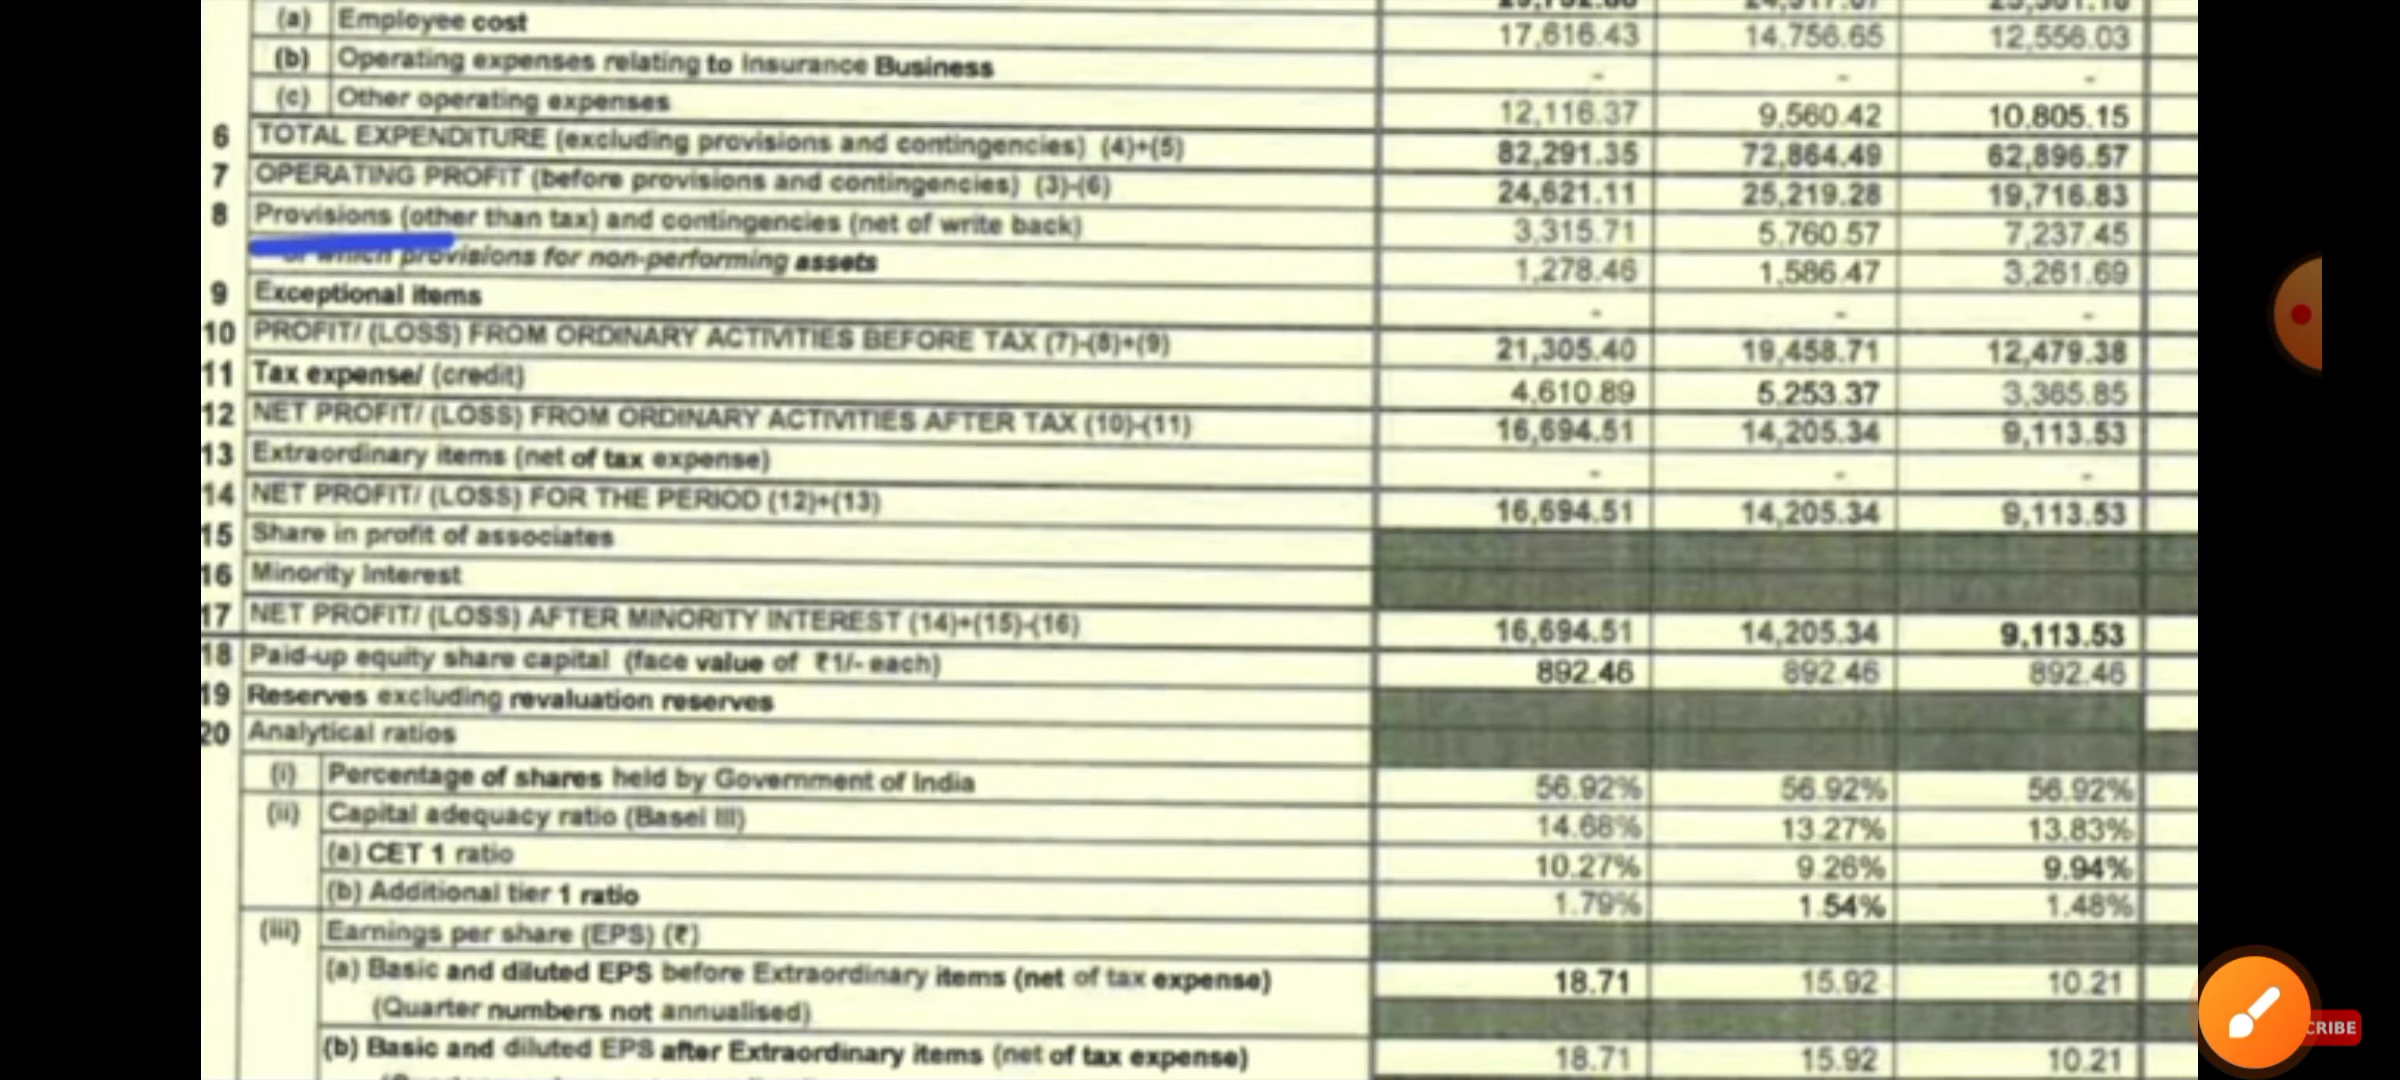 (a) Employee cost 17,616.43 14,756.65 12,556.03
(b) Operating expenses relating to Insurance Business - - -
(c) Other operating expenses 12,116.37 9,560.42 10,805.15
6 TOTAL EXPENDITURE (excluding provisions and contingencies) (4)+(5) 82,291.35 72,864.49 62,896.57
7 OPERATING PROFIT (before provisions and contingencies) (3)-(6) 24,621.11 25,219.28 19,716.83
8 Provisions (other than tax) and contingencies (net of write back) 3,315.71 5,760.57 7,237.45
which provisions for non-performing assets 1,278.46 1,586.47 3,261.69
9 Exceptional items - - -
10 PROFIT/ (LOSS) FROM ORDINARY ACTIVITIES BEFORE TAX (7)-(8)+(9) 21,305.40 19,458.71 12,479.38
11 Tax expense/ (credit) 4,610.89 5,253.37 3,365.85
12 NET PROFIT/ (LOSS) FROM ORDINARY ACTIVITIES AFTER TAX (10)-(11) 16,694.51 14,205.34 9,113.53
13 Extraordinary items (net of tax expense) - - -
14 NET PROFIT/ (LOSS) FOR THE PERIOD (12)+(13) 16,694.51 14,205.34 9,113.53
15 Share in profit of associates
16 Minority Interest
17 NET PROFIT/ (LOSS) AFTER MINORITY INTEREST (14)+(15)-(16) 16,694.51 14,205.34 9,113.53
18 Paid-up equity share capital (face value of ₹1/- each) 892.46 892.46 892.46
19 Reserves excluding revaluation reserves
20 Analytical ratios
(i) Percentage of shares held by Government of India 56.92% 56.92% 56.92%
(ii) Capital adequacy ratio (Basel III) 14.68% 13.27% 13.83%
(a) CET 1 ratio 10.27% 9.26% 9.94%
(b) Additional tier 1 ratio 1.79% 1.54% 1.48%
(iii) Earnings per share (EPS) (₹)
(a) Basic and diluted EPS before Extraordinary items (net of tax expense) 18.71 15.92 10.21
(Quarter numbers not annualised)
(b) Basic and diluted EPS after Extraordinary items (net of tax expense) 18.71 15.92 10.21
CRIBE